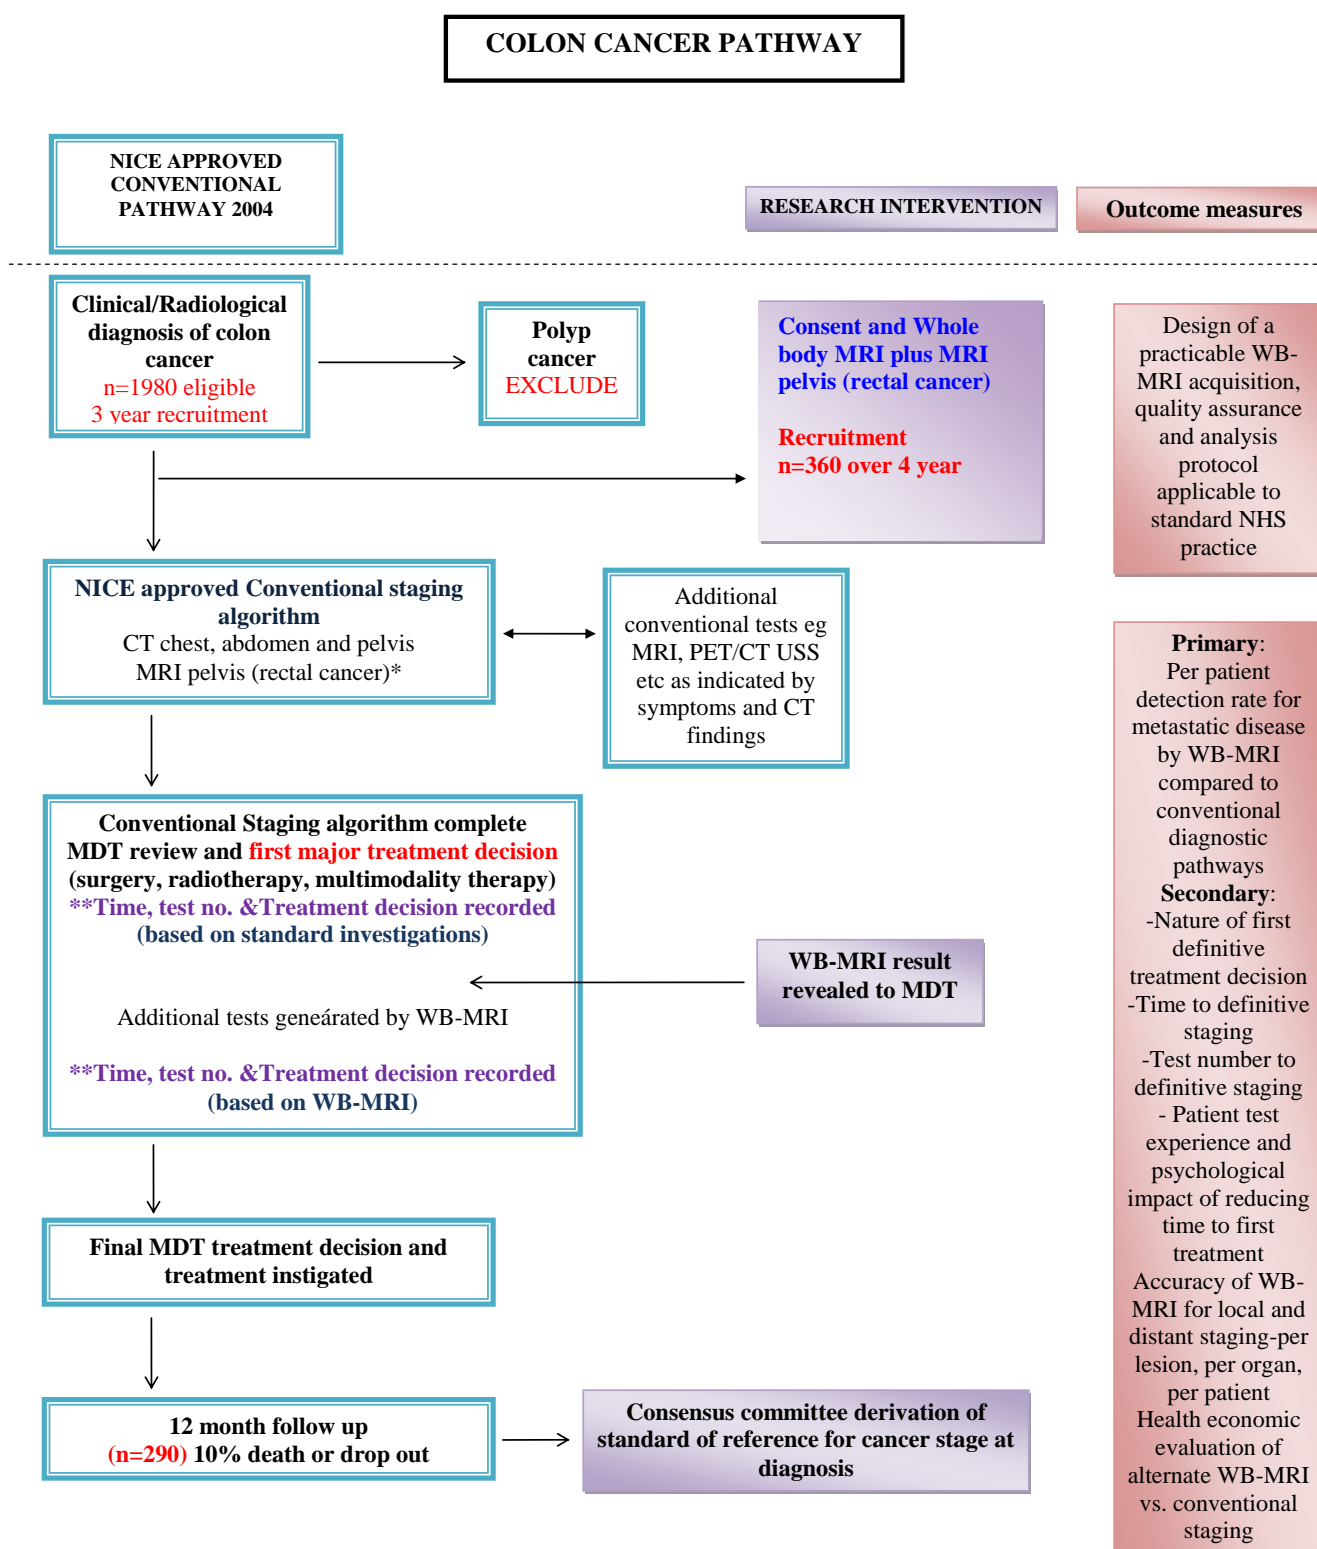 COLON CANCER PATHWAY
NICE APPROVED
CONVENTIONAL
PATHWAY 2004
RESEARCH INTERVENTION
Outcome measures
Clinical/Radiological
diagnosis of colon
cancer
n=1980 eligible
3 year recruitment
Polyp
cancer
EXCLUDE
Consent and Whole
body MRI plus MRI
pelvis (rectal cancer)
Recruitment
n=360 over 4 year
Design of a
practicable WB-
MRI acquisition,
quality assurance
and analysis
protocol
applicable to
standard NHS
practice
NICE approved Conventional staging
algorithm
CT chest, abdomen and pelvis
MRI pelvis (rectal cancer)*
Additional
conventional tests eg
MRI, PET/CT USS
etc as indicated by
symptoms and CT
findings
Conventional Staging algorithm complete
MDT review and first major treatment decision
(surgery, radiotherapy, multimodality therapy)
**Time, test no. &Treatment decision recorded
(based on standard investigations)
WB-MRI result
revealed to MDT
Additional tests geneárated by WB-MRI
**Time, test no. &Treatment decision recorded
(based on WB-MRI)
Final MDT treatment decision and
treatment instigated
12 month follow up
(n=290) 10% death or drop out
Consensus committee derivation of
standard of reference for cancer stage at
diagnosis
Primary:
Per patient
detection rate for
metastatic disease
by WB-MRI
compared to
conventional
diagnostic
pathways
Secondary:
-Nature of first
definitive
treatment decision
-Time to definitive
staging
-Test number to
definitive staging
- Patient test
experience and
psychological
impact of reducing
time to first
treatment
Accuracy of WB-
MRI for local and
distant staging-per
lesion, per organ,
per patient
Health economic
evaluation of
alternate WB-MRI
vs. conventional
staging